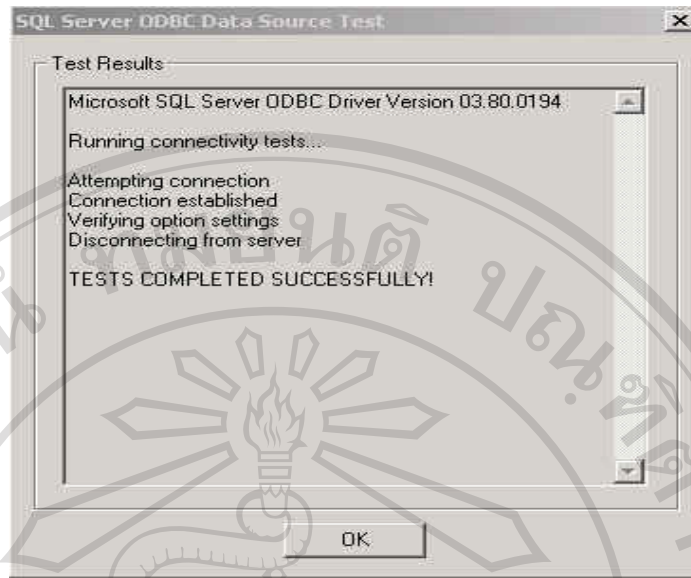 SQL Server ODBC Data Source Test
Test Results
Microsoft SQL Server ODBC Driver Version 03.80.0194
Running connectivity tests...
Attempting connection
Connection established
Verifying option settings
Disconnecting from server
TESTS COMPLETED SUCCESSFULLY!
OK